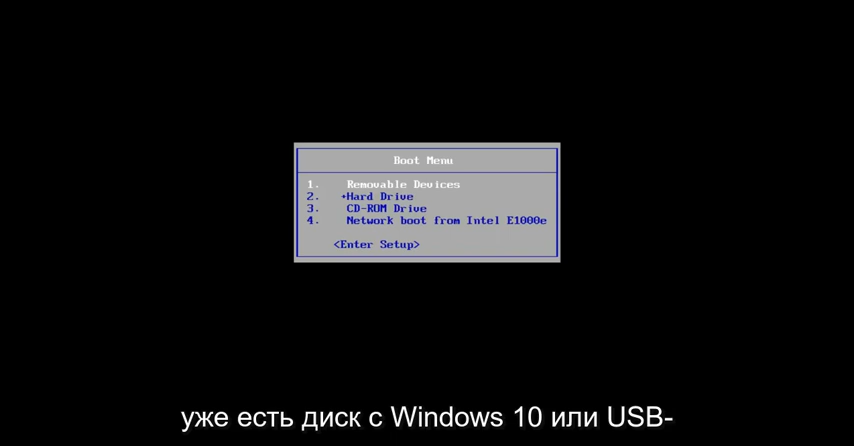 Boot Menu
1. Removable Devices
2. +Hard Drive
3. CD-ROM Drive
4. Network boot from Intel E1000e
<Enter Setup>
уже есть диск с Windows 10 или USB-